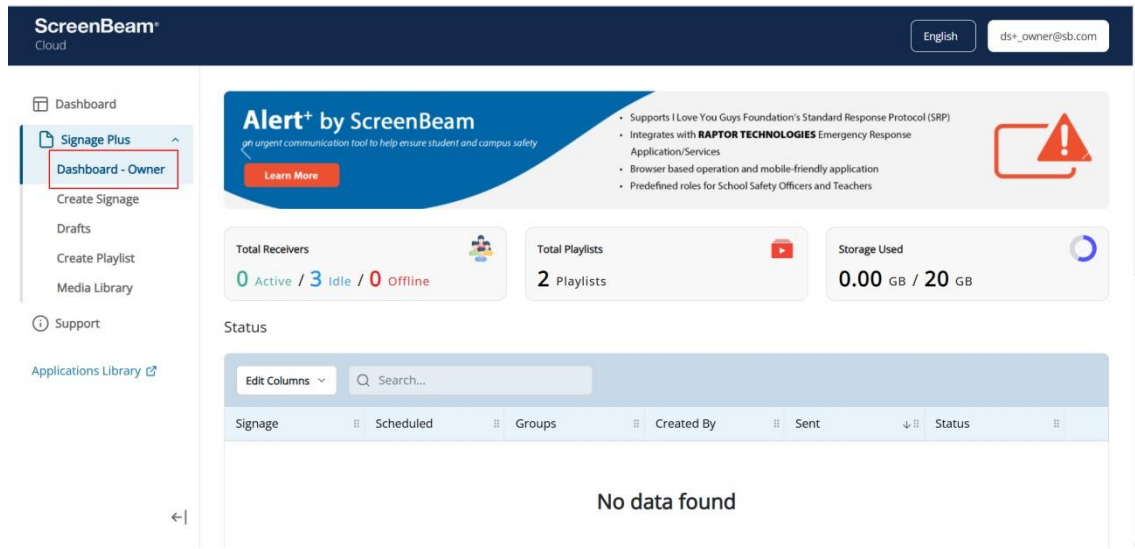 ScreenBeam®
Cloud
English
ds+_owner@sb.com
Dashboard
Signage Plus
Dashboard - Owner
Create Signage
Drafts
Create Playlist
Media Library
Support
Applications Library
Alert+ by ScreenBeam
an urgent communication tool to help ensure student and campus safety
Learn More
• Supports I Love You Guys Foundation's Standard Response Protocol (SRP)
• Integrates with RAPTOR TECHNOLOGIES Emergency Response
Application/Services
• Browser based operation and mobile-friendly application
• Predefined roles for School Safety Officers and Teachers
Total Receivers
0 Active / 3 Idle / 0 Offline
Total Playlists
2 Playlists
Storage Used
0.00 GB / 20 GB
Status
Edit Columns
Search...
Signage Scheduled Groups Created By Sent Status
No data found